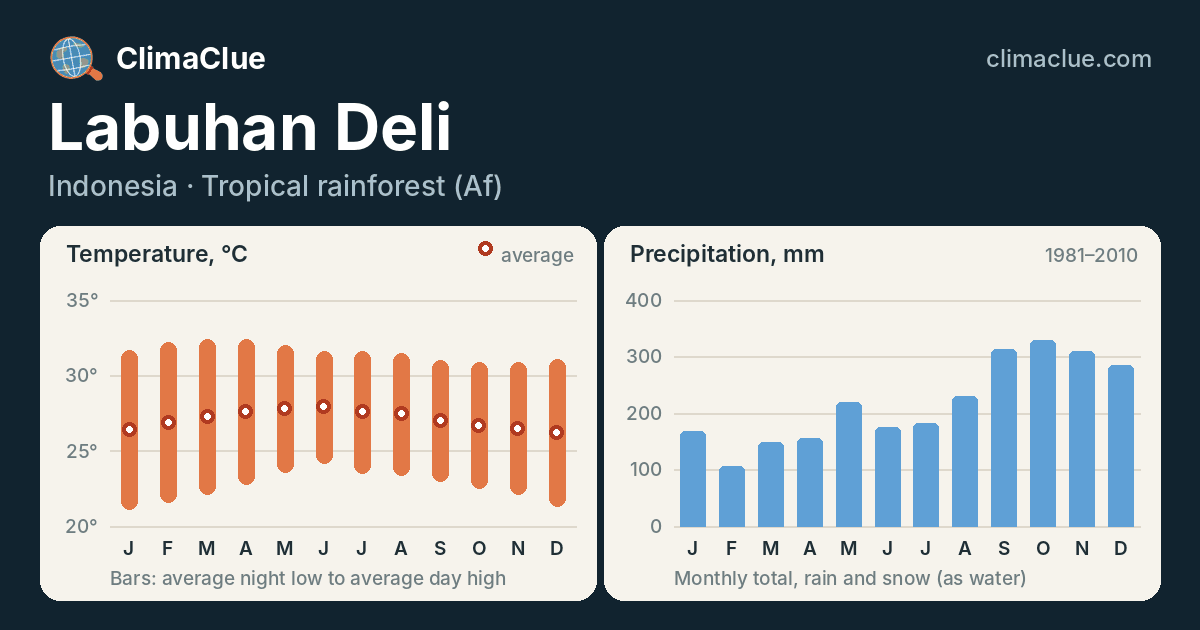 ClimaClue
climaclue.com
Labuhan Deli
Indonesia · Tropical rainforest (Af)
Temperature, °C
average
35°
30°
25°
20°
J F M A M J J A S O N D
Bars: average night low to average day high
Precipitation, mm
1981–2010
400
300
200
100
0
J F M A M J J A S O N D
Monthly total, rain and snow (as water)